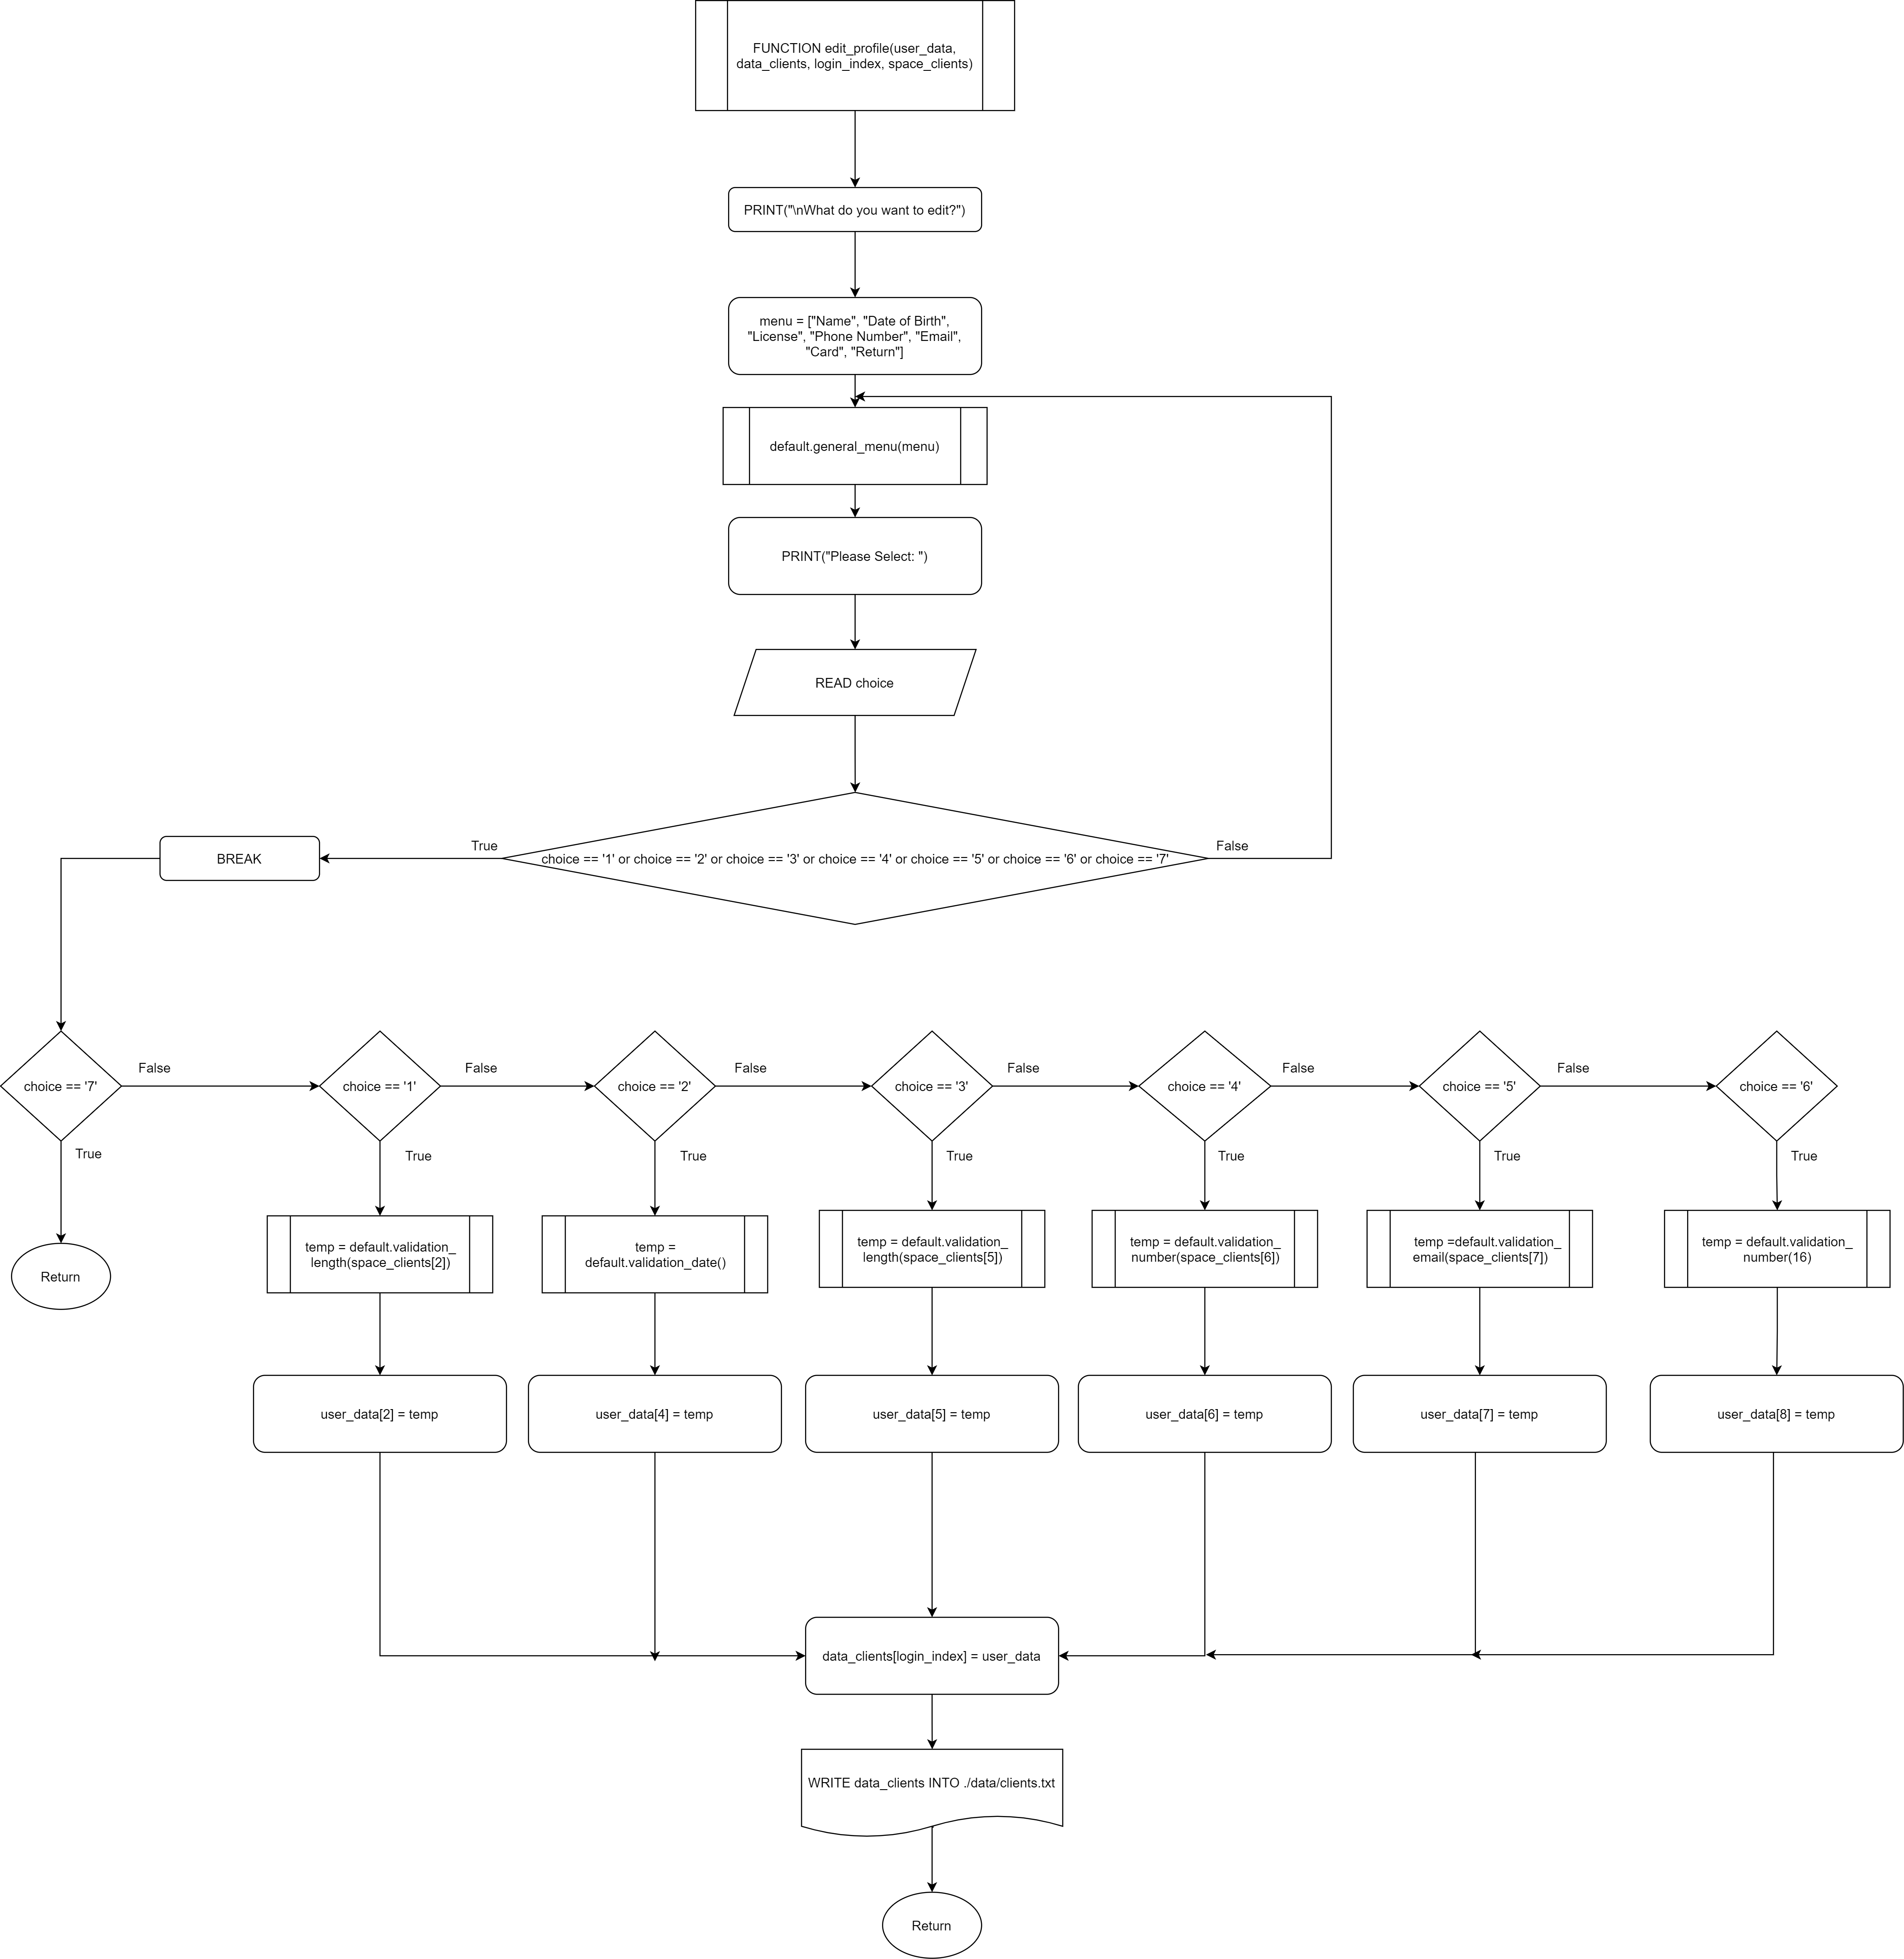 FUNCTION edit_profile(user_data,
data_clients, login_index, space_clients)
PRINT("\nWhat do you want to edit?")
menu = ["Name", "Date of Birth",
"License", "Phone Number", "Email",
"Card", "Return"]
default.general_menu(menu)
PRINT("Please Select: ")
READ choice
True
False
BREAK
choice == '1' or choice == '2' or choice == '3' or choice == '4' or choice == '5' or choice == '6' or choice == '7'
False
False
False
False
False
False
choice == '7'
choice == '1'
choice == '2'
choice == '3'
choice == '4'
choice == '5'
choice == '6'
True
True
True
True
True
True
True
Return
temp = default.validation_
length(space_clients[2])
temp =
default.validation_date()
temp = default.validation_
length(space_clients[5])
temp = default.validation_
number(space_clients[6])
temp =default.validation_
email(space_clients[7])
temp = default.validation_
number(16)
user_data[2] = temp
user_data[4] = temp
user_data[5] = temp
user_data[6] = temp
user_data[7] = temp
user_data[8] = temp
data_clients[login_index] = user_data
WRITE data_clients INTO ./data/clients.txt
Return